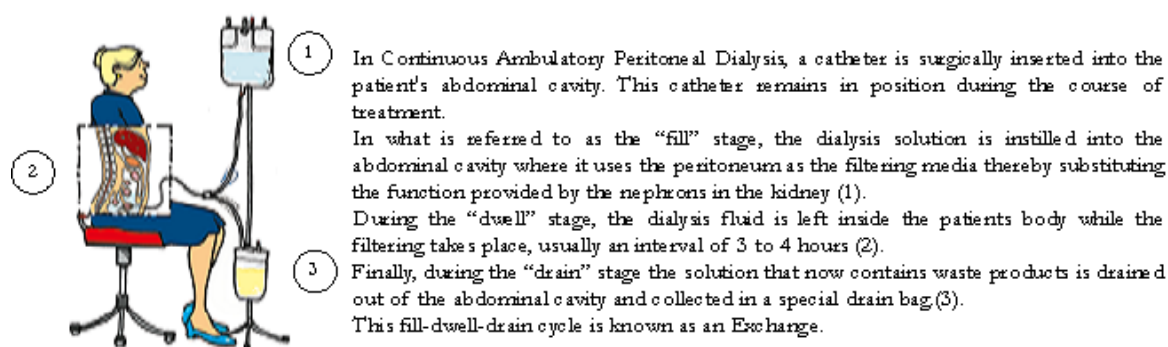 1
In Continuous Ambulatory Peritoneal Dialysis, a catheter is surgically inserted into the
patient's abdominal cavity. This catheter remains in position during the course of
treatment.
In what is referred to as the “fill” stage, the dialysis solution is instilled into the
2
abdominal cavity where it uses the peritoneum as the filtering media thereby substituting
the function provided by the nephrons in the kidney (1).
During the “dwell” stage, the dialysis fluid is left inside the patients body while the
filtering takes place, usually an interval of 3 to 4 hours (2).
3
Finally, during the “drain” stage the solution that now contains waste products is drained
out of the abdominal cavity and collected in a special drain bag.(3).
This fill-dwell-drain cycle is known as an Exchange.